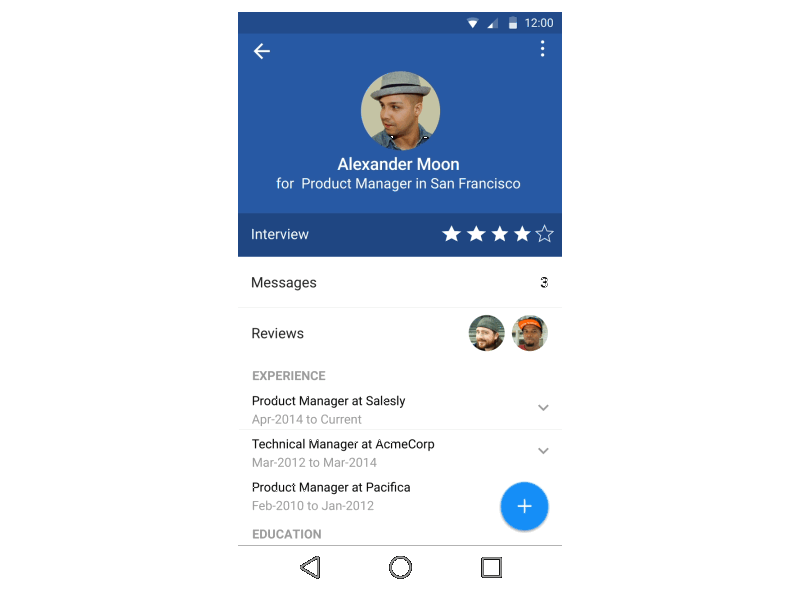 12:00
Alexander Moon
for Product Manager in San Francisco
Interview
Messages 3
Reviews
EXPERIENCE
Product Manager at Salesly
Apr-2014 to Current
Technical Manager at AcmeCorp
Mar-2012 to Mar-2014
Product Manager at Pacifica
Feb-2010 to Jan-2012
EDUCATION